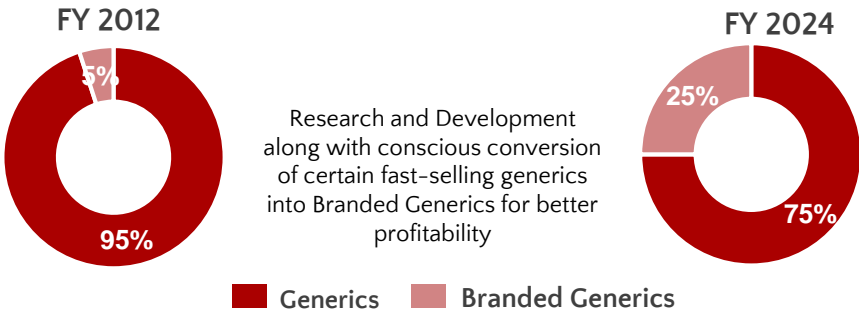 FY 2012
5%
95%
Research and Development
along with conscious conversion
of certain fast-selling generics
into Branded Generics for better
profitability
FY 2024
25%
75%
Generics
Branded Generics